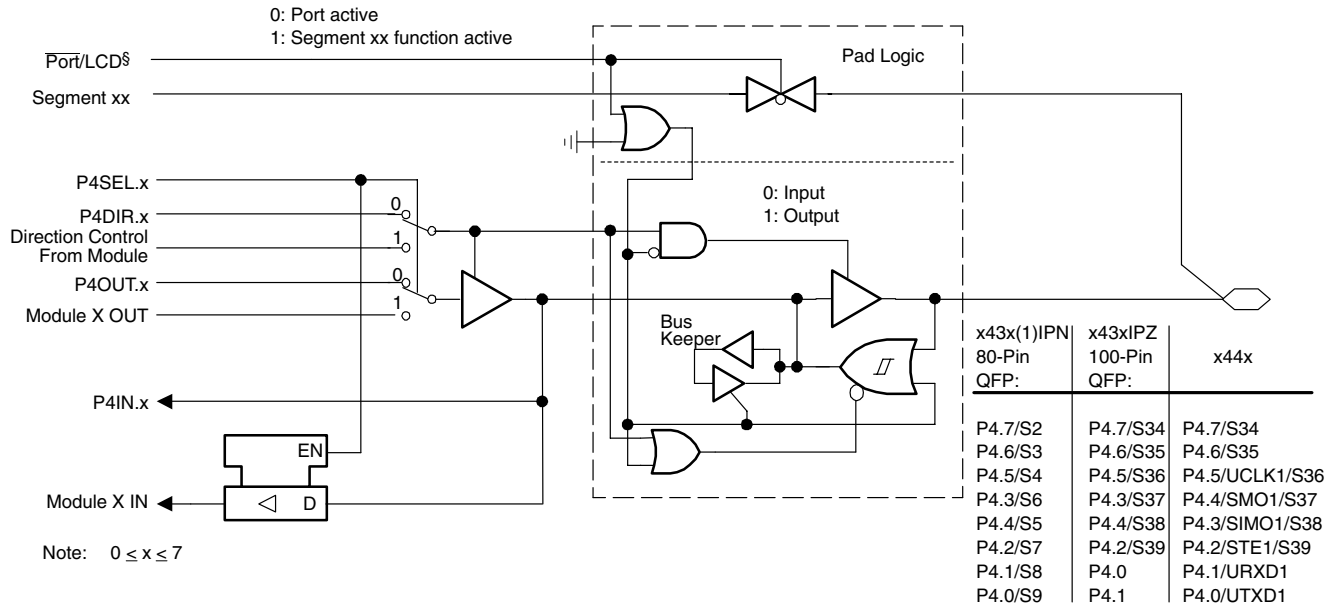 0: Port active
1: Segment xx function active
Port/LCD§
Pad Logic
Segment xx
P4SEL.x
0
P4DIR.x
Direction Control
From Module
1
P4OUT.x
0
Module X OUT
1
0: Input
1: Output
Bus
Keeper
P4IN.x
EN
Module X IN
D
Note: 0 ≤ x ≤ 7
x43x(1)IPN x43xIPZ
80-Pin 100-Pin x44x
QFP: QFP:
P4.7/S2 P4.7/S34 P4.7/S34
P4.6/S3 P4.6/S35 P4.6/S35
P4.5/S4 P4.5/S36 P4.5/UCLK1/S36
P4.3/S6 P4.3/S37 P4.4/SMO1/S37
P4.4/S5 P4.4/S38 P4.3/SIMO1/S38
P4.2/S7 P4.2/S39 P4.2/STE1/S39
P4.1/S8 P4.0 P4.1/URXD1
P4.0/S9 P4.1 P4.0/UTXD1